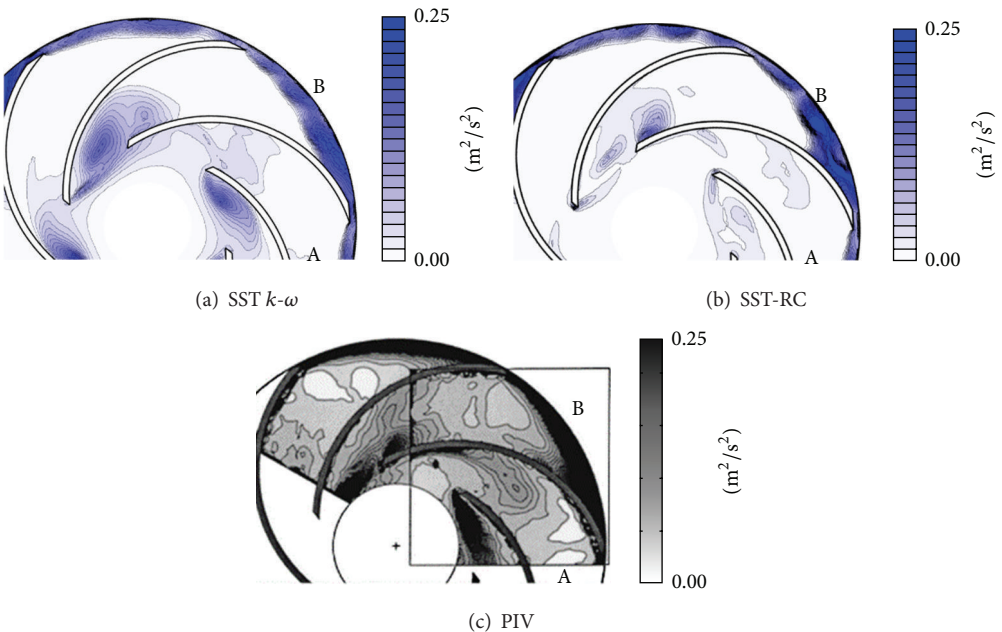 0.25
B
(m²/s²)
A
0.00
(a) SST k-ω
0.25
B
(m²/s²)
A
0.00
(b) SST-RC
0.25
B
(m²/s²)
A
0.00
(c) PIV